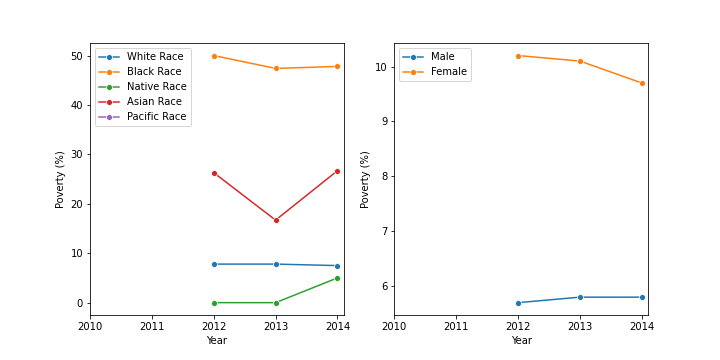 White Race
Black Race
Native Race
Asian Race
Pacific Race
50
40
30
20
10
0
Poverty (%)
2010 2011 2012 2013 2014
Year
Male
Female
10
9
8
7
6
Poverty (%)
2010 2011 2012 2013 2014
Year